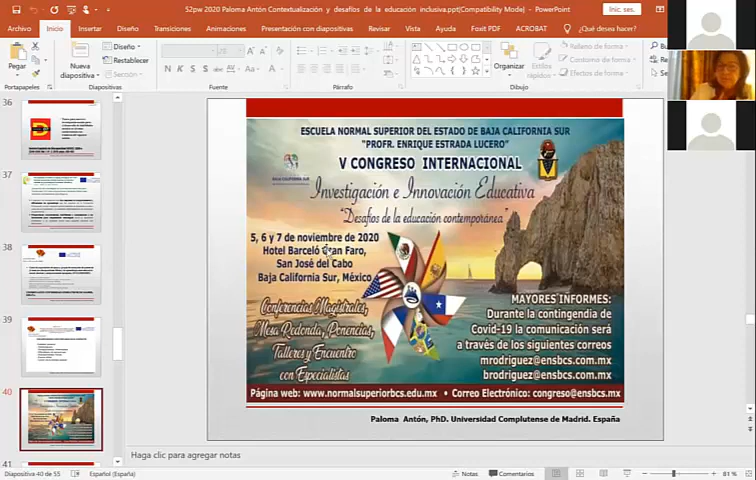 52pw 2020 Paloma Antón Contextualización y desafíos de la educación inclusiva.ppt[Compatibility Mode] - PowerPoint
Inic. ses.
Archivo Inicio Insertar Diseño Transiciones Animaciones Presentación con diapositivas Revisar Vista Ayuda Foxit PDF ACROBAT ¿Qué desea hacer?
Pegar
Nueva diapositiva
Diseño
Restablecer
Sección
N K S
Organizar
Estilos rápidos
Relleno de forma
Contorno de forma
Efectos de forma
Portapapeles Diapositivas Fuente Párrafo Dibujo
36
37
38
39
40
41
ESCUELA NORMAL SUPERIOR DEL ESTADO DE BAJA CALIFORNIA SUR
"PROFR. ENRIQUE ESTRADA LUCERO"
V CONGRESO INTERNACIONAL
BAJA CALIFORNIA SUR
Investigación e Innovación Educativa
"Desafíos de la educación contemporánea"
5, 6 y 7 de noviembre de 2020
Hotel Barceló Gran Faro,
San José del Cabo
Baja California Sur, México
Conferencias Magistrales,
Mesa Redonda, Ponencias,
Talleres y Encuentro
con Especialistas
MAYORES INFORMES:
Durante la contingencia de
Covid-19 la comunicación será
a través de los siguientes correos
mrodriguez@ensbcs.com.mx
brodriguez@ensbcs.com.mx
Página web: www.normalsuperiorbcs.edu.mx • Correo Electrónico: congreso@ensbcs.mx
Paloma Antón, PhD. Universidad Complutense de Madrid. España
Haga clic para agregar notas
Diapositiva 40 de 55 Español (España) Notas Comentarios 81 %